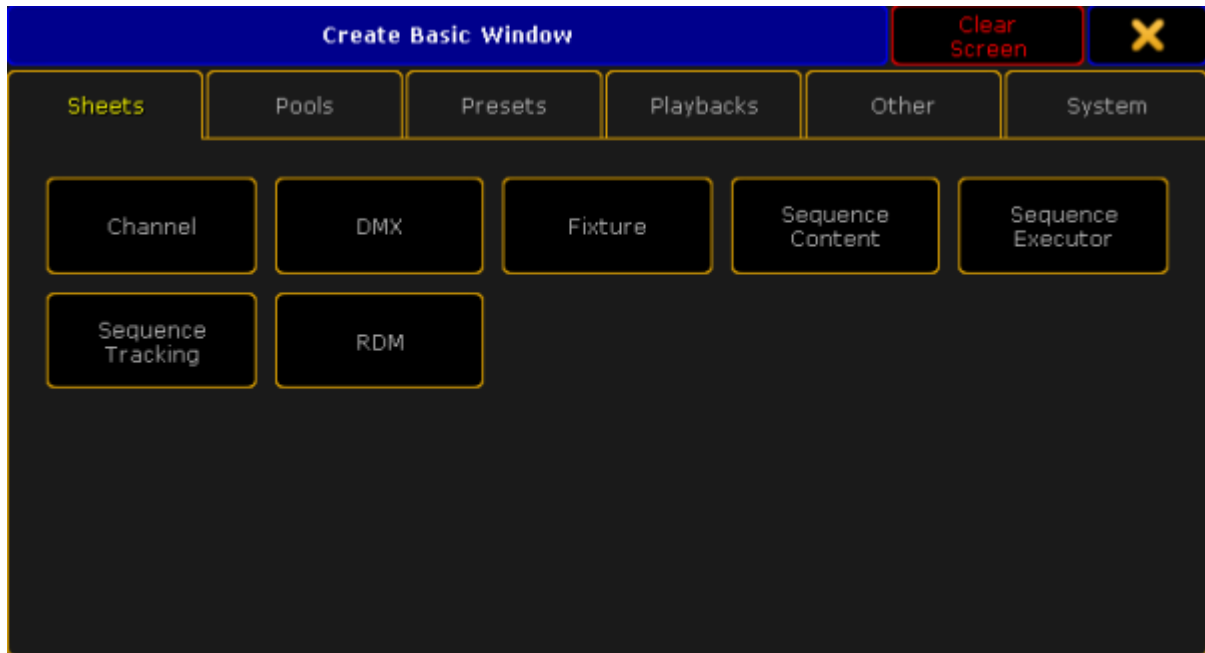 Create Basic Window
Clear
Screen
Sheets
Pools
Presets
Playbacks
Other
System
Channel
DMX
Fixture
Sequence
Content
Sequence
Executor
Sequence
Tracking
RDM